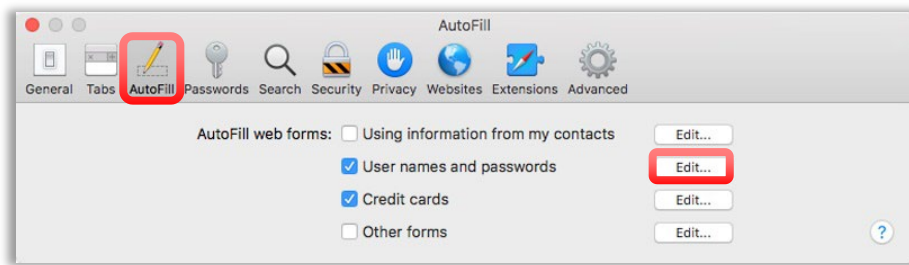 AutoFill
General Tabs AutoFill Passwords Search Security Privacy Websites Extensions Advanced
AutoFill web forms: Using information from my contacts Edit...
User names and passwords Edit...
Credit cards Edit...
Other forms Edit... ?